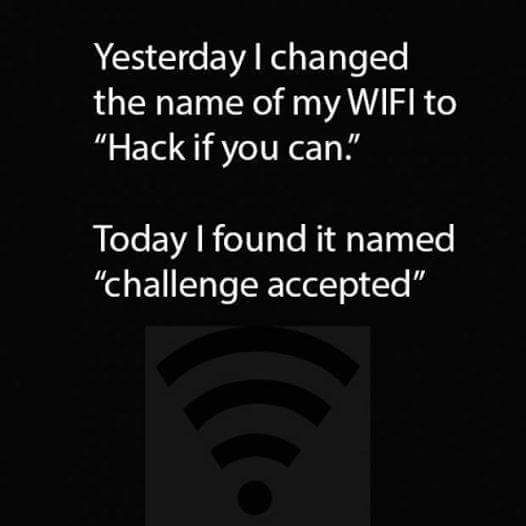 Yesterday I changed
the name of my WIFI to
“Hack if you can.”
Today I found it named
“challenge accepted”